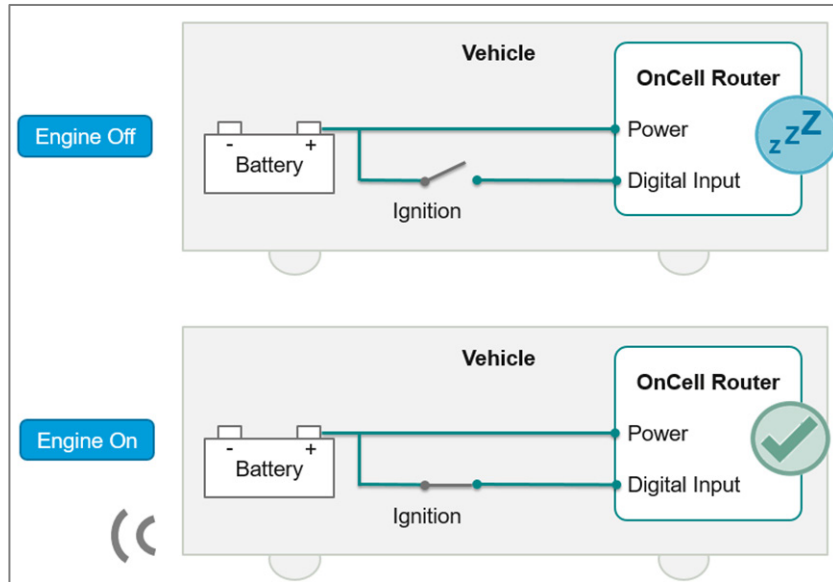 Vehicle
OnCell Router
Engine Off
- +
Battery
Power
zzZ
Digital Input
Ignition
Vehicle
OnCell Router
Engine On
- +
Battery
Power
Digital Input
Ignition